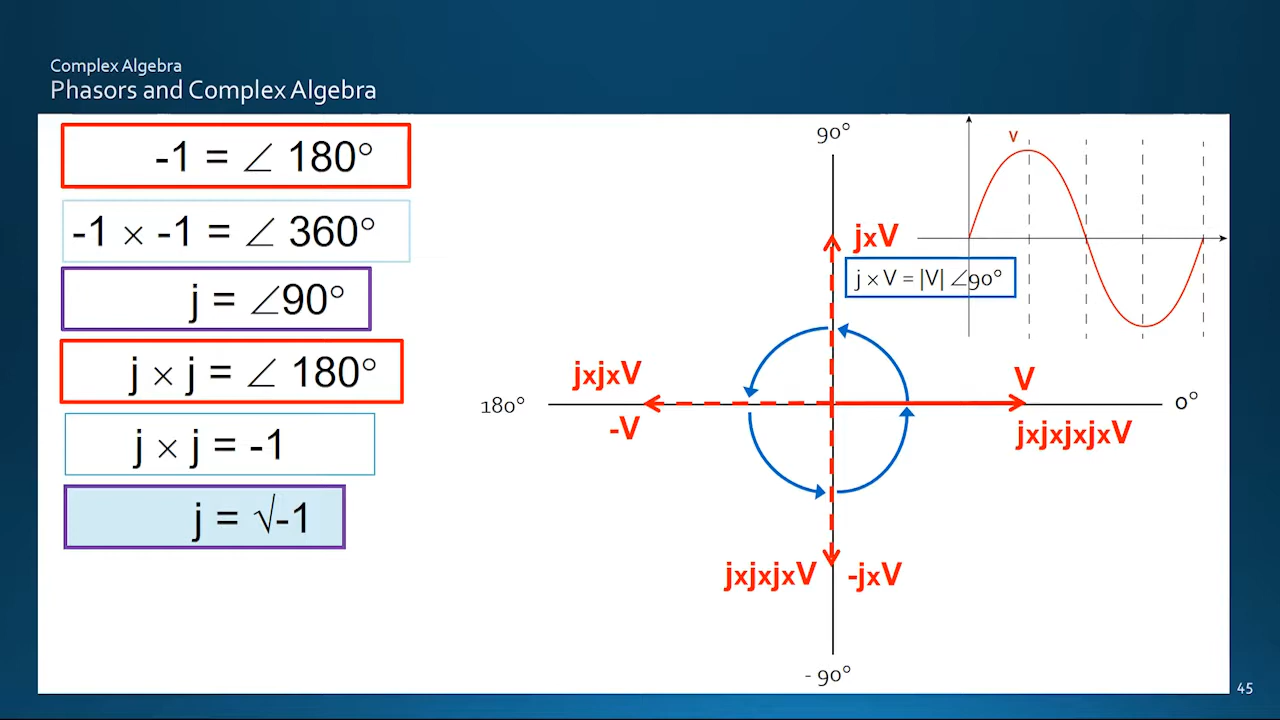 Complex Algebra
Phasors and Complex Algebra
-1 = ∠ 180°
-1 × -1 = ∠ 360°
j = ∠90°
j × j = ∠ 180°
j × j = -1
j = √-1
90°
v
jxV
j × V = |V| ∠90°
jxjxV
V
180°
0°
-V
jxjxjxjxV
jxjxjxV
-jxV
- 90°
45